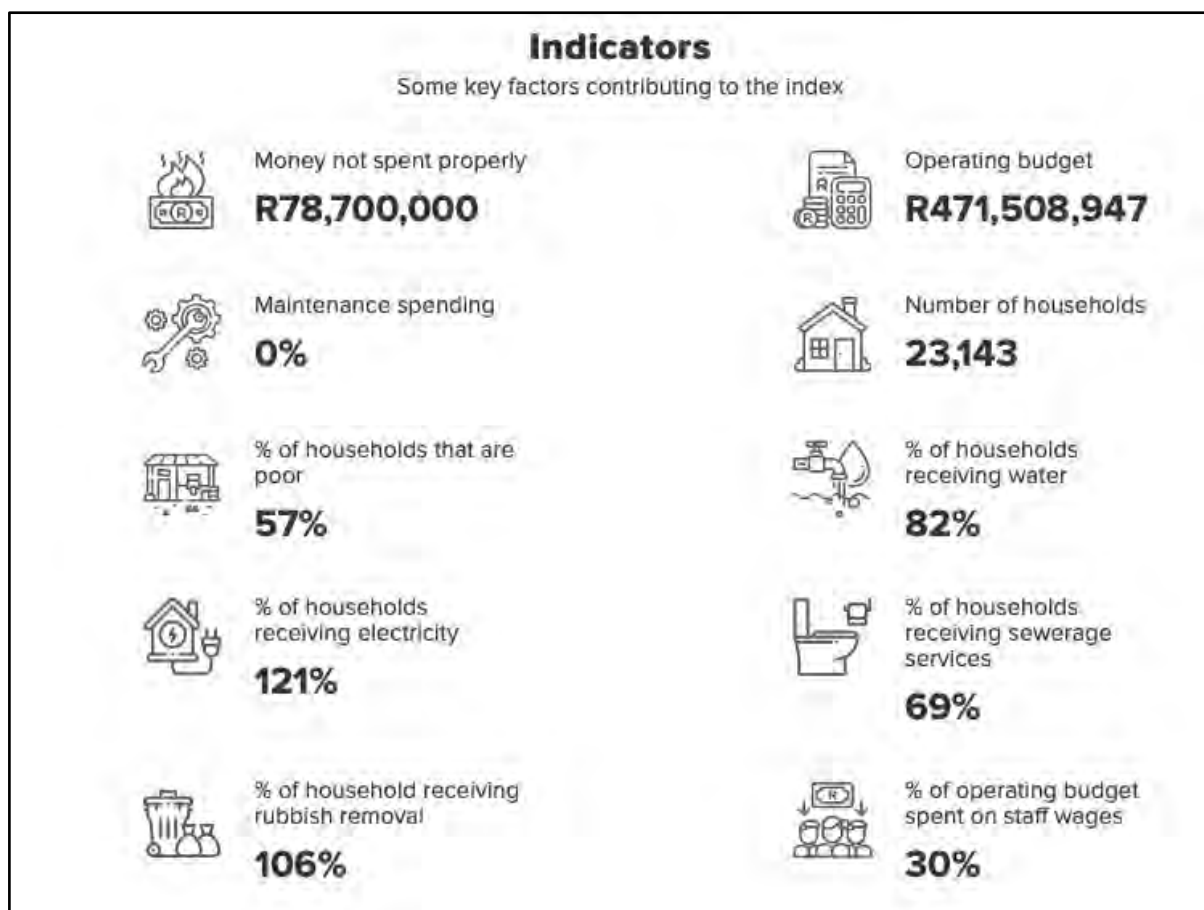 Indicators
Some key factors contributing to the index
Money not spent properly
R78,700,000
Operating budget
R471,508,947
Maintenance spending
0%
Number of households
23,143
% of households that are
poor
57%
% of households
receiving water
82%
% of households
receiving electricity
121%
% of households
receiving sewerage
services
69%
% of household receiving
rubbish removal
106%
% of operating budget
spent on staff wages
30%